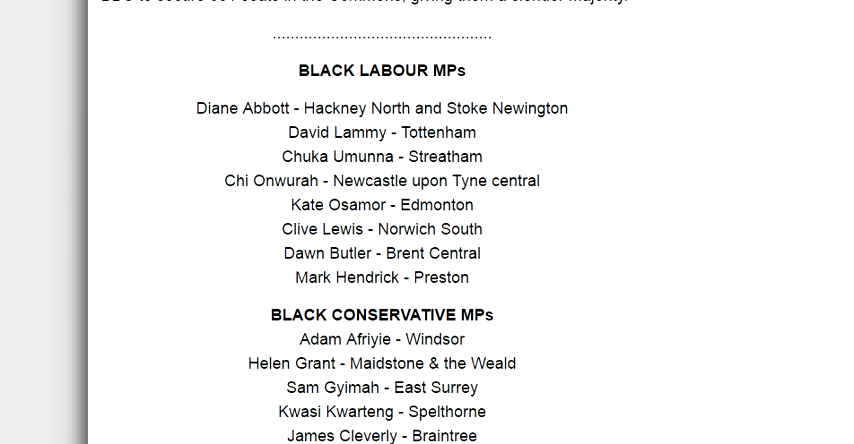 .................................................
BLACK LABOUR MPs
Diane Abbott - Hackney North and Stoke Newington
David Lammy - Tottenham
Chuka Umunna - Streatham
Chi Onwurah - Newcastle upon Tyne central
Kate Osamor - Edmonton
Clive Lewis - Norwich South
Dawn Butler - Brent Central
Mark Hendrick - Preston
BLACK CONSERVATIVE MPs
Adam Afriyie - Windsor
Helen Grant - Maidstone & the Weald
Sam Gyimah - East Surrey
Kwasi Kwarteng - Spelthorne
James Cleverly - Braintree